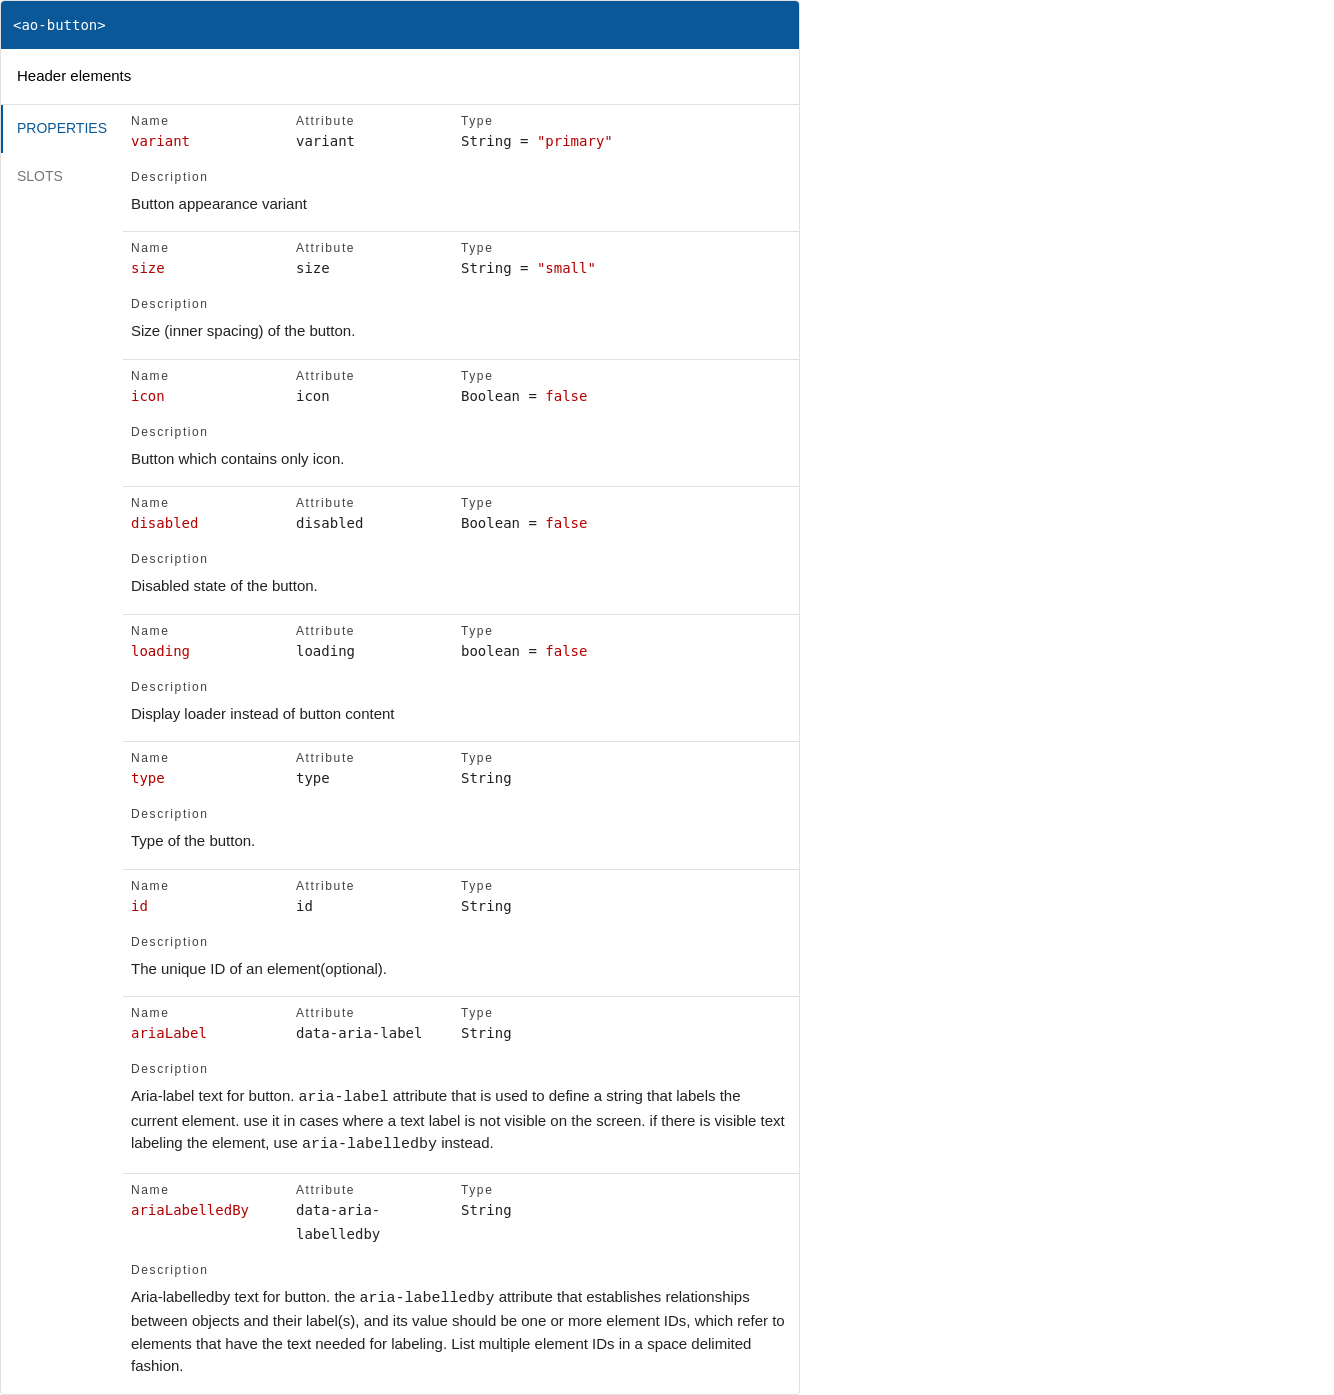 <ao-button>
Header elements
PROPERTIES
SLOTS
Name Attribute Type
variant variant String = "primary"
Description
Button appearance variant
Name Attribute Type
size size String = "small"
Description
Size (inner spacing) of the button.
Name Attribute Type
icon icon Boolean = false
Description
Button which contains only icon.
Name Attribute Type
disabled disabled Boolean = false
Description
Disabled state of the button.
Name Attribute Type
loading loading boolean = false
Description
Display loader instead of button content
Name Attribute Type
type type String
Description
Type of the button.
Name Attribute Type
id id String
Description
The unique ID of an element(optional).
Name Attribute Type
ariaLabel data-aria-label String
Description
Aria-label text for button. aria-label attribute that is used to define a string that labels the
current element. use it in cases where a text label is not visible on the screen. if there is visible text
labeling the element, use aria-labelledby instead.
Name Attribute Type
ariaLabelledBy data-aria- String
labelledby
Description
Aria-labelledby text for button. the aria-labelledby attribute that establishes relationships
between objects and their label(s), and its value should be one or more element IDs, which refer to
elements that have the text needed for labeling. List multiple element IDs in a space delimited
fashion.